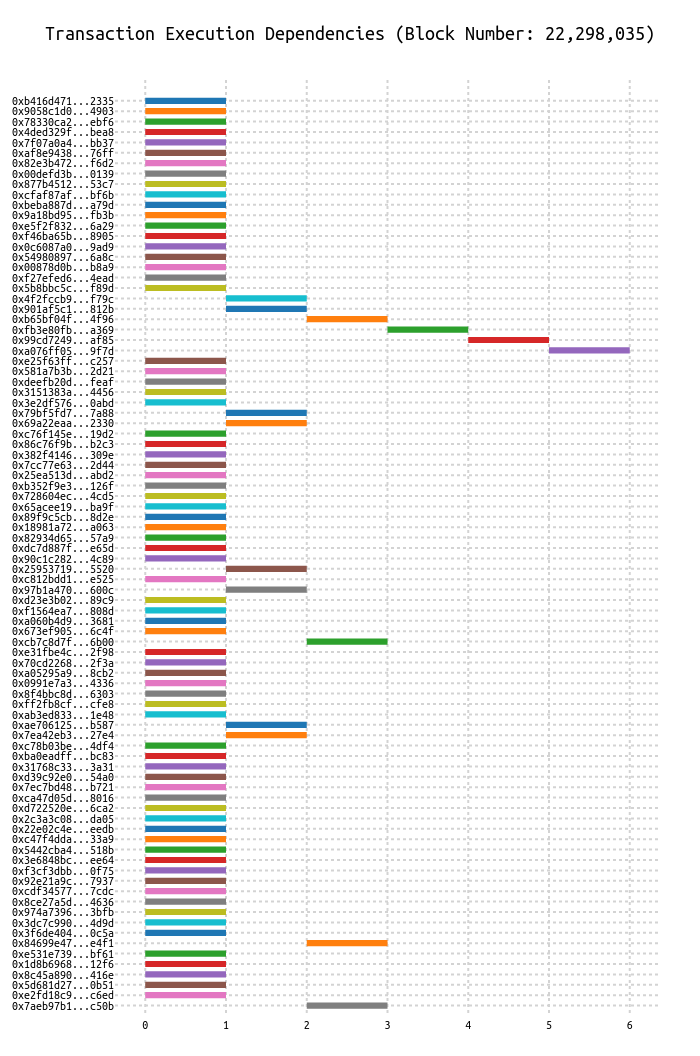 Transaction Execution Dependencies (Block Number: 22,298,035)
0xb416d471...2335
0x9058c1d0...4903
0x78330ca2...ebf6
0x4ded329f...bea8
0x7f07a0a4...bb37
0xaf8e9438...76ff
0x82e3b472...f6d2
0x00defd3b...0139
0x877b4512...53c7
0xcfaf87af...bf6b
0xbeba887d...a79d
0x9a18bd95...fb3b
0xe5f2f832...6a29
0xf46ba65b...8905
0x0c6087a0...9ad9
0x54980897...6a8c
0x00878d0b...b8a9
0xf27efed6...4ead
0x5b8bbc5c...f89d
0x4f2fccb9...f79c
0x901af5c1...812b
0xb65bf04f...4f96
0xfb3e80fb...a369
0x99cd7249...af85
0xa076ff05...9f7d
0xe25f63ff...c257
0x581a7b3b...2d21
0xdeefb20d...feaf
0x3151383a...4456
0x3e2df576...0abd
0x79bf5fd7...7a88
0x69a22eaa...2330
0xc76f145e...19d2
0x86c76f9b...b2c3
0x382f4146...309e
0x7cc77e63...2d44
0x25ea513d...abd2
0xb352f9e3...126f
0x728604ec...4cd5
0x65acee19...ba9f
0x89f9c5cb...8d2e
0x18981a72...a063
0x82934d65...57a9
0xdc7d887f...e65d
0x90c1c282...4c89
0x25953719...5520
0xc812bdd1...e525
0x97b1a470...600c
0xd23e3b02...89c9
0xf1564ea7...808d
0xa060b4d9...3681
0x673ef905...6c4f
0xcb7c8d7f...6b00
0xe31fbe4c...2f98
0x70cd2268...2f3a
0xa05295a9...8cb2
0x0991e7a3...4336
0x8f4bbc8d...6303
0xff2fb8cf...cfe8
0xab3ed833...1e48
0xae706125...b587
0x7ea42eb3...27e4
0xc78b03be...4df4
0xba0eadff...bc83
0x31768c33...3a31
0xd39c92e0...54a0
0x7ec7bd48...b721
0xca47d05d...8016
0xd722520e...6ca2
0x2c3a3c08...da05
0x22e02c4e...eedb
0xc47f4dda...33a9
0x5442cba4...518b
0x3e6848bc...ee64
0xf3cf3dbb...0f75
0x92e21a9c...7937
0xcdf34577...7cdc
0x8ce27a5d...4636
0x974a7396...3bfb
0x3dc7c990...4d9d
0x3f6de404...0c5a
0x84699e47...e4f1
0xe531e739...bf61
0x1d8b6968...12f6
0x8c45a890...416e
0x5d681d27...0b51
0xe2fd18c9...c6ed
0x7aeb97b1...c50b
0 1 2 3 4 5 6